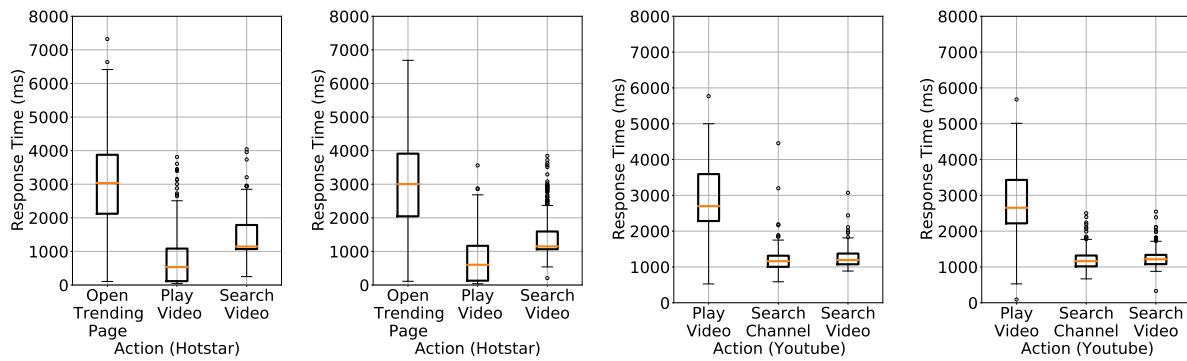 8000
7000
6000
5000
4000
3000
2000
1000
0
Response Time (ms)
Open Trending Page
Play Video
Search Video
Action (Hotstar)
8000
7000
6000
5000
4000
3000
2000
1000
0
Response Time (ms)
Open Trending Page
Play Video
Search Video
Action (Hotstar)
8000
7000
6000
5000
4000
3000
2000
1000
0
Response Time (ms)
Play Video
Search Channel
Search Video
Action (Youtube)
8000
7000
6000
5000
4000
3000
2000
1000
0
Response Time (ms)
Play Video
Search Channel
Search Video
Action (Youtube)